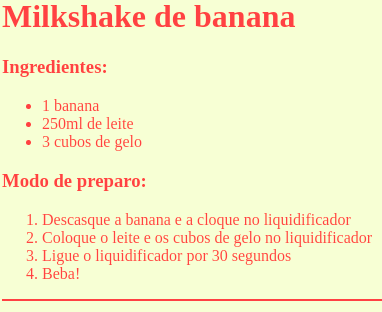 Milkshake de banana
Ingredientes:
• 1 banana
• 250ml de leite
• 3 cubos de gelo
Modo de preparo:
1. Descasque a banana e a cloque no liquidificador
2. Coloque o leite e os cubos de gelo no liquidificador
3. Ligue o liquidificador por 30 segundos
4. Beba!